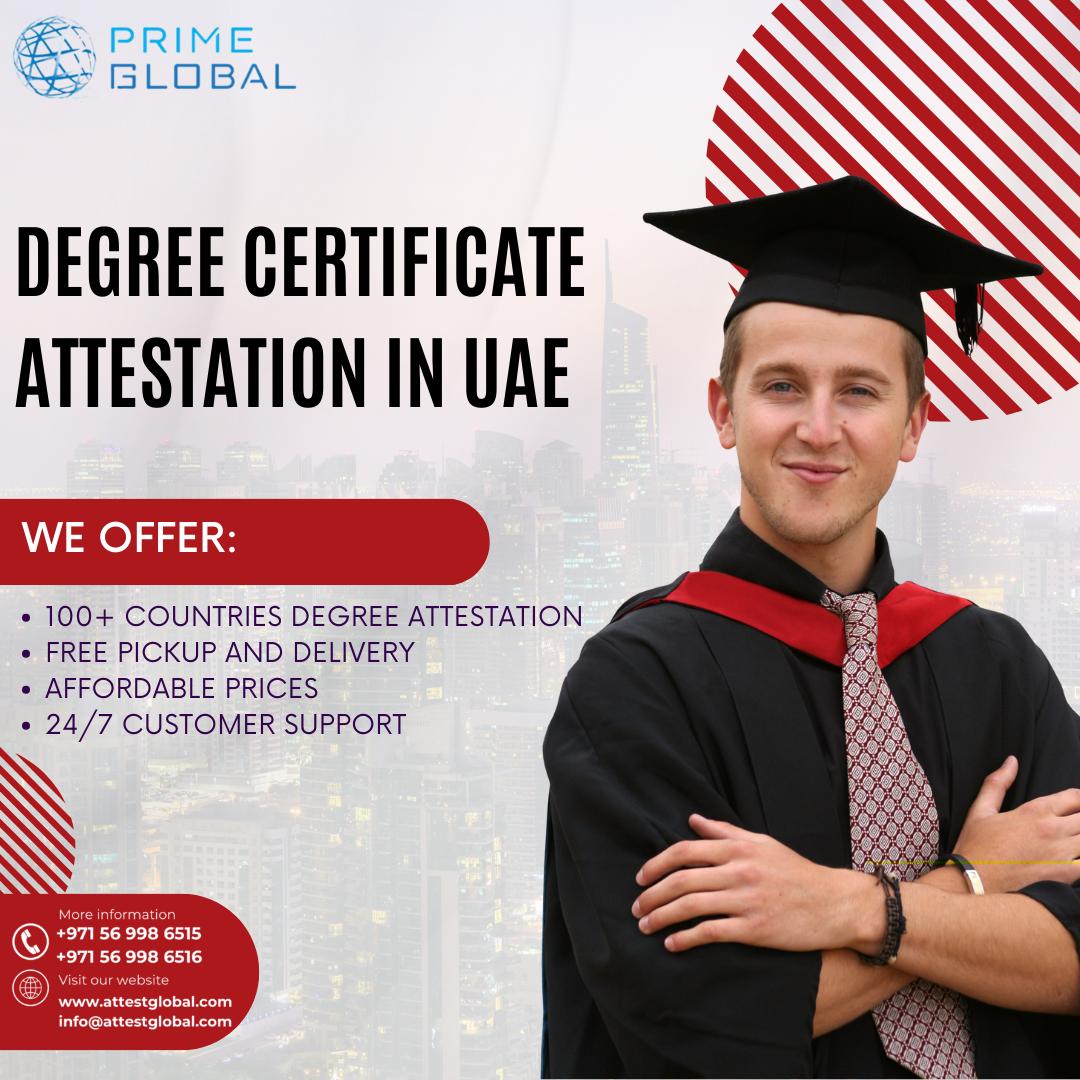 PRIME
GLOBAL
DEGREE CERTIFICATE
ATTESTATION IN UAE
WE OFFER:
• 100+ COUNTRIES DEGREE ATTESTATION
• FREE PICKUP AND DELIVERY
• AFFORDABLE PRICES
• 24/7 CUSTOMER SUPPORT
More information
+971 56 998 6515
+971 56 998 6516
Visit our website
www.attestglobal.com
info@attestglobal.com